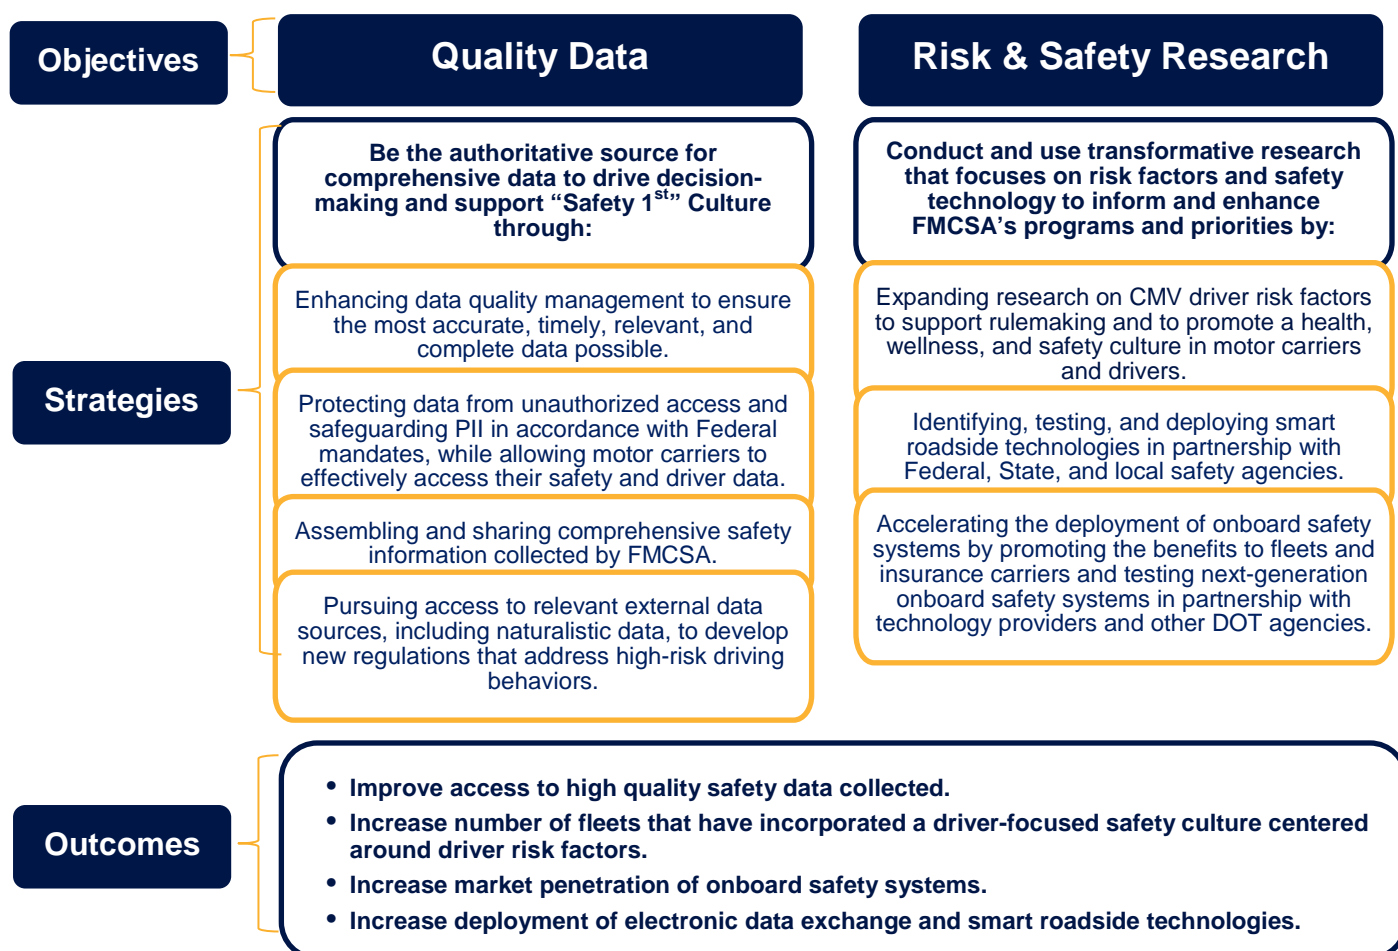 Objectives
Quality Data
Risk & Safety Research
Be the authoritative source for
comprehensive data to drive decision-
making and support “Safety 1st” Culture
through:
Conduct and use transformative research
that focuses on risk factors and safety
technology to inform and enhance
FMCSA’s programs and priorities by:
Strategies
Enhancing data quality management to ensure
the most accurate, timely, relevant, and
complete data possible.
Protecting data from unauthorized access and
safeguarding PII in accordance with Federal
mandates, while allowing motor carriers to
effectively access their safety and driver data.
Assembling and sharing comprehensive safety
information collected by FMCSA.
Pursuing access to relevant external data
sources, including naturalistic data, to develop
new regulations that address high-risk driving
behaviors.
Expanding research on CMV driver risk factors
to support rulemaking and to promote a health,
wellness, and safety culture in motor carriers
and drivers.
Identifying, testing, and deploying smart
roadside technologies in partnership with
Federal, State, and local safety agencies.
Accelerating the deployment of onboard safety
systems by promoting the benefits to fleets and
insurance carriers and testing next-generation
onboard safety systems in partnership with
technology providers and other DOT agencies.
Outcomes
• Improve access to high quality safety data collected.
• Increase number of fleets that have incorporated a driver-focused safety culture centered
around driver risk factors.
• Increase market penetration of onboard safety systems.
• Increase deployment of electronic data exchange and smart roadside technologies.